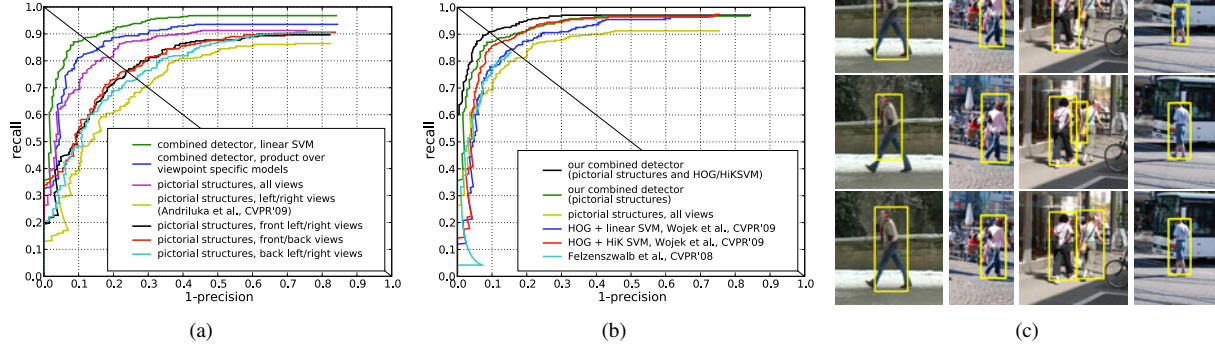 1.0
0.9
0.8
0.7
0.6
0.5
0.4
0.3
0.2
0.1
0.0
recall
0.0 0.1 0.2 0.3 0.4 0.5 0.6 0.7 0.8 0.9 1.0
1-precision
combined detector, linear SVM
combined detector, product over
viewpoint specific models
pictorial structures, all views
pictorial structures, left/right views
(Andriluka et al., CVPR'09)
pictorial structures, front left/right views
pictorial structures, front/back views
pictorial structures, back left/right views
(a)
1.0
0.9
0.8
0.7
0.6
0.5
0.4
0.3
0.2
0.1
0.0
recall
0.0 0.1 0.2 0.3 0.4 0.5 0.6 0.7 0.8 0.9 1.0
1-precision
our combined detector
(pictorial structures and HOG/HiKSVM)
our combined detector
(pictorial structures)
pictorial structures, all views
HOG + linear SVM, Wojek et al., CVPR'09
HOG + HiK SVM, Wojek et al., CVPR'09
Felzenszwalb et al., CVPR'08
(b)
(c)